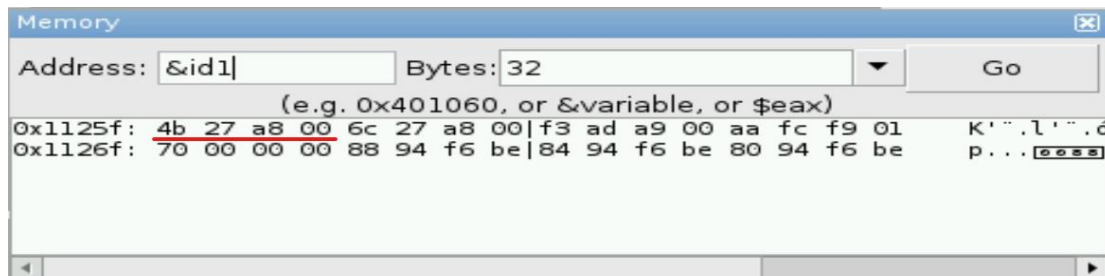 Memory
Address: &id1 Bytes: 32 Go
(e.g. 0x401060, or &variable, or $eax)
0x1125f: 4b 27 a8 00 6c 27 a8 00|f3 ad a9 00 aa fc f9 01 K'¨.l'¨.
0x1126f: 70 00 00 00 88 94 f6 be|84 94 f6 be 80 94 f6 be p...